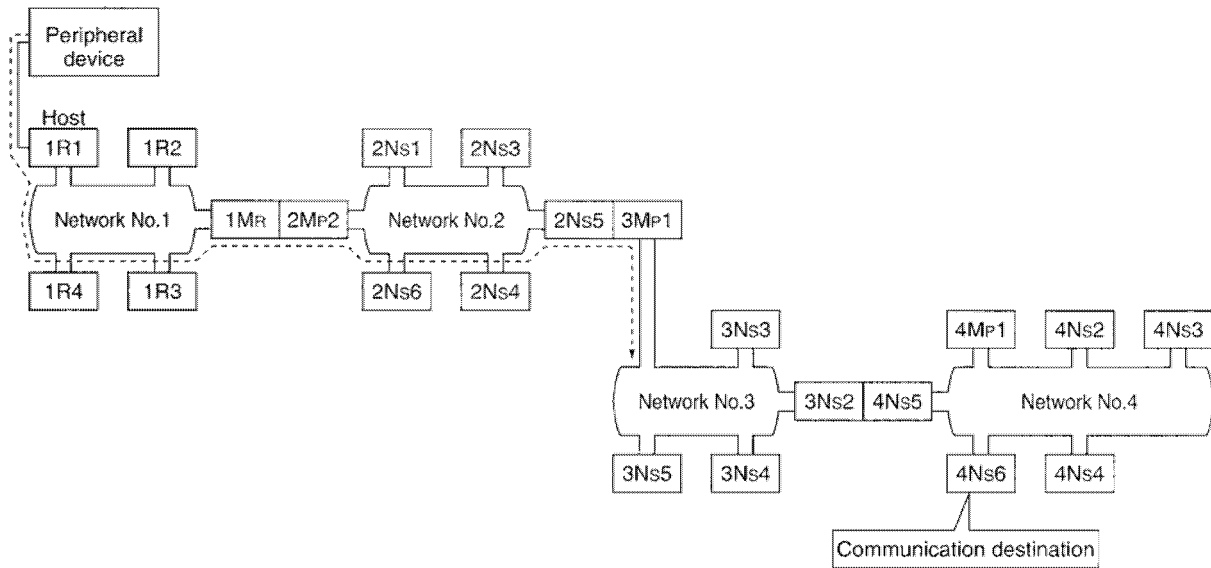 Peripheral
device
Host
1R1
1R2
2NS1
2NS3
Network No.1
1MR
2MP2
Network No.2
2NS5
3MP1
1R4
1R3
2NS6
2NS4
3NS3
4MP1
4NS2
4NS3
Network No.3
3NS2
4NS5
Network No.4
3NS5
3NS4
4NS6
4NS4
Communication destination